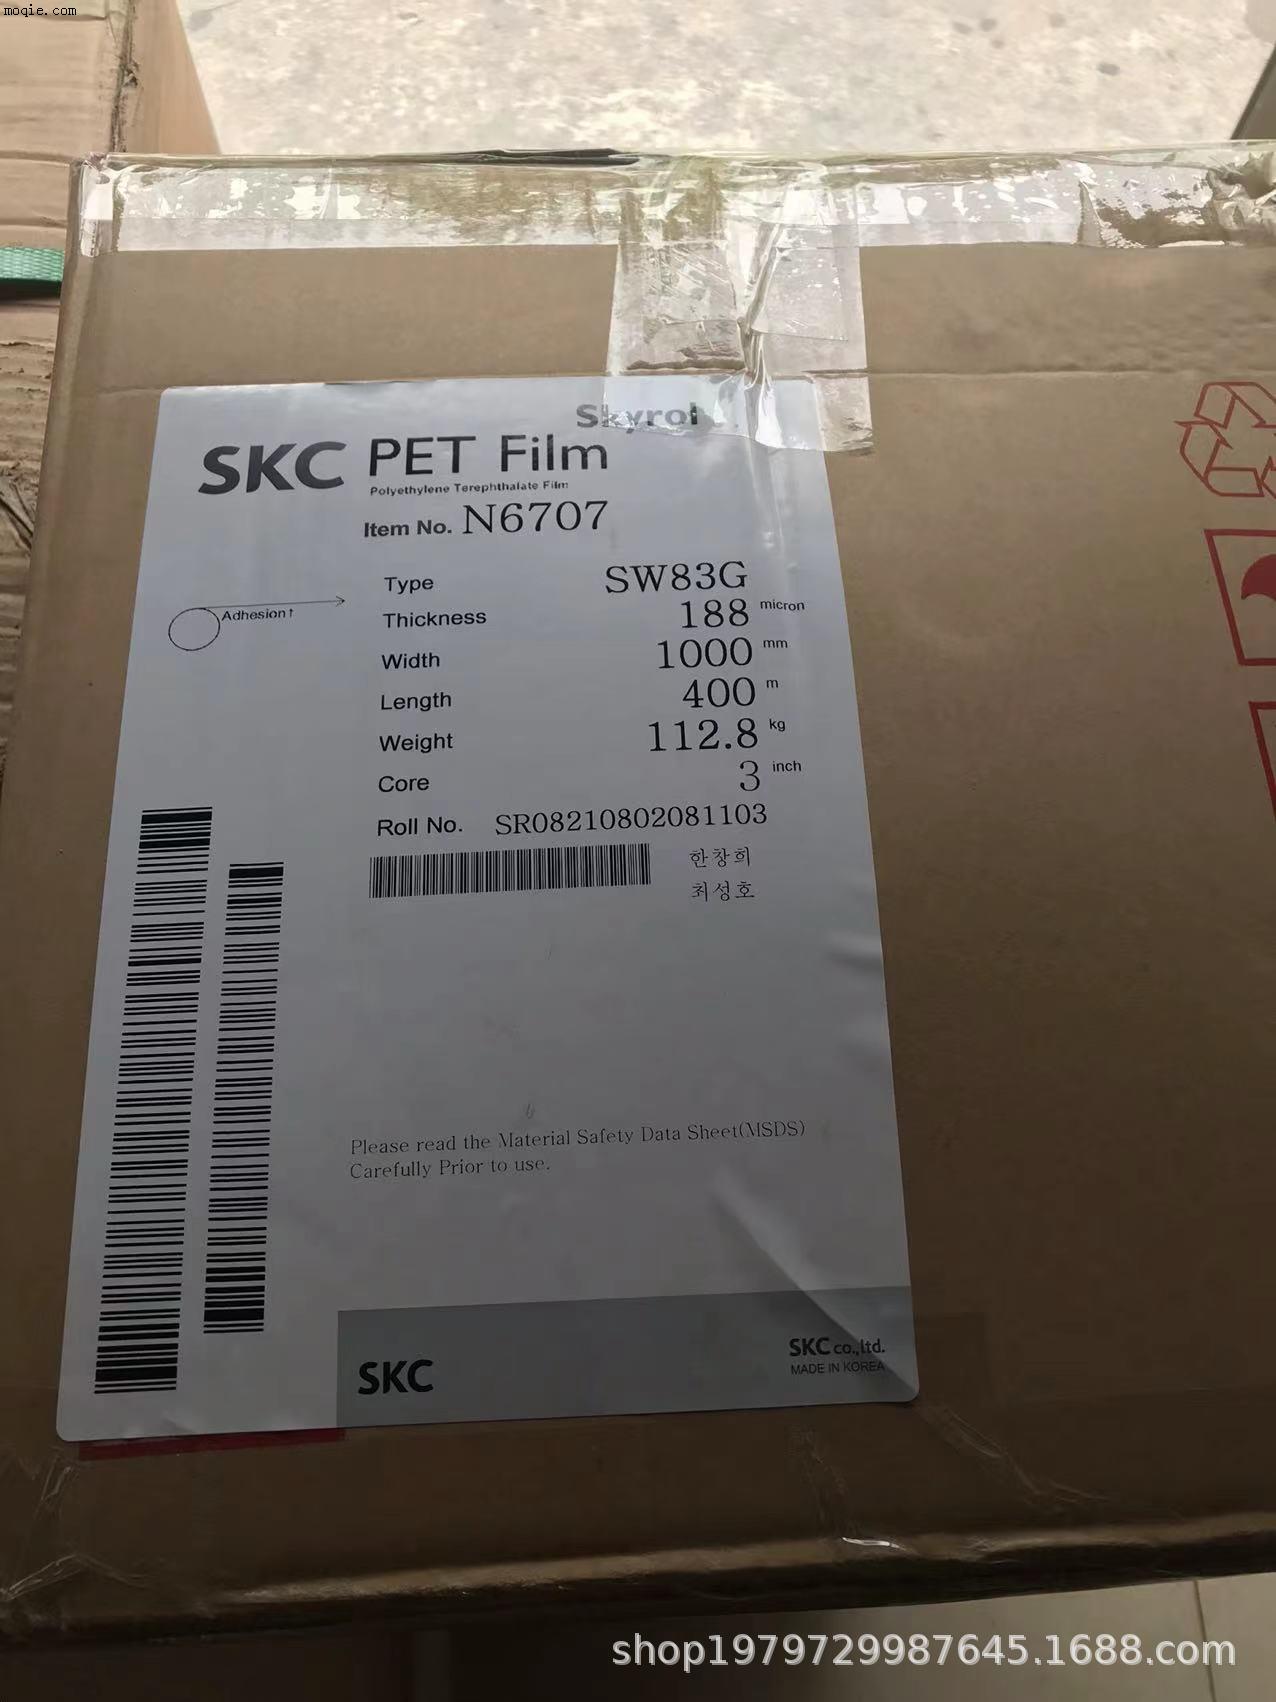 moqie.com
Skyrol
SKC PET Film
Polyethylene Terephthalate Film
Item No. N6707
Type SW83G
Adhesion↑
Thickness 188 micron
Width 1000 mm
Length 400 m
Weight 112.8 kg
Core 3 inch
Roll No. SR08210802081103
한창희
최성호
Please read the Material Safety Data Sheet(MSDS)
Carefully Prior to use.
SKC
SKC co.,ltd.
MADE IN KOREA
shop1979729987645.1688.com